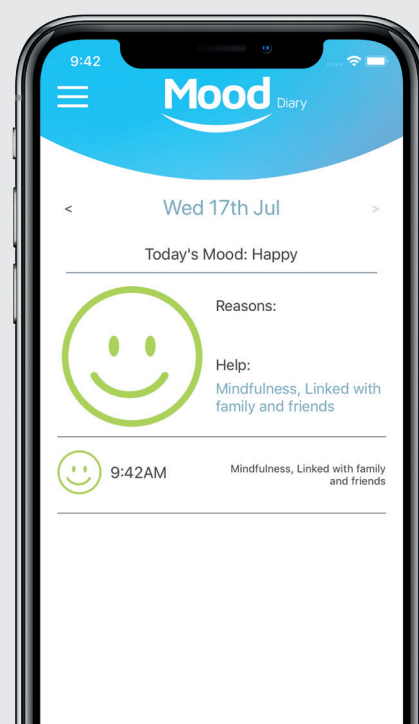 9:42
Mood Diary
< Wed 17th Jul >
Today's Mood: Happy
Reasons:
Help:
Mindfulness, Linked with
family and friends
9:42AM Mindfulness, Linked with family
and friends